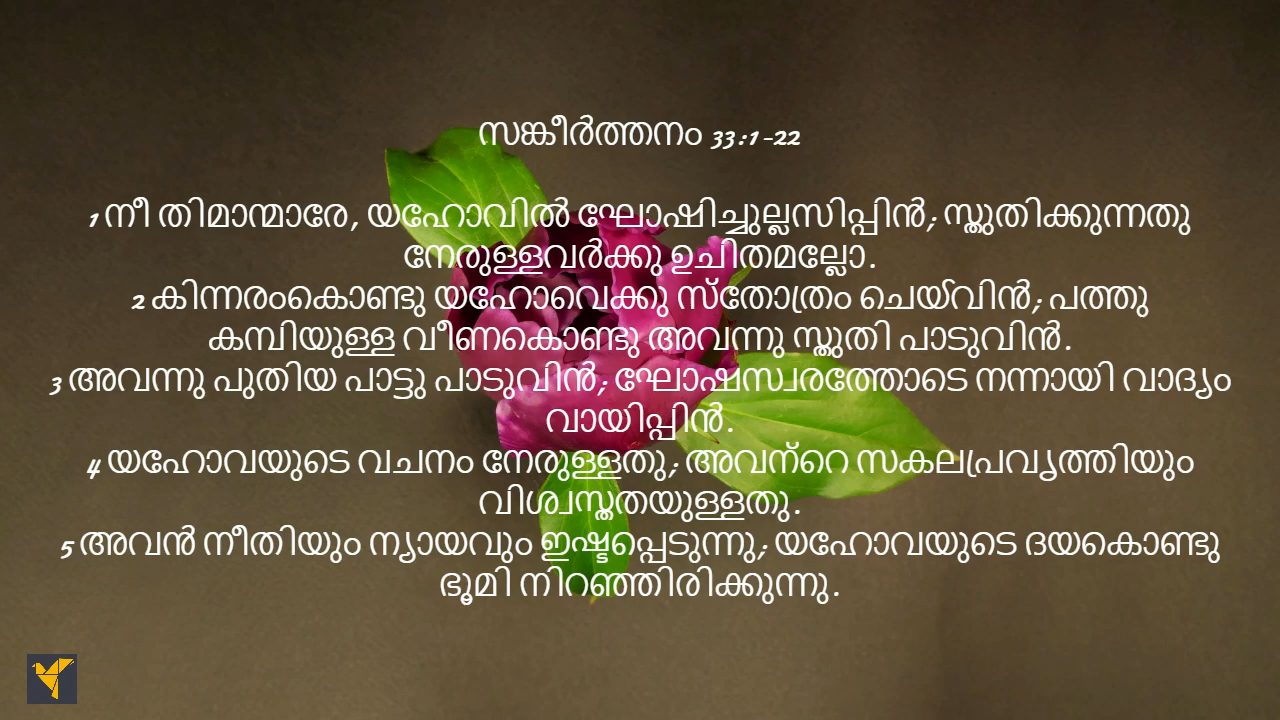 സങ്കീർത്തനം 33:1-22
1 നീ തിമാന്മാരേ, യഹോവിൽ ഘോഷിച്ചുല്ലസിപ്പിൻ; സ്തുതിക്കുന്നതു
നേരുള്ളവർക്കു ഉചിതമല്ലോ.
2 കിന്നരംകൊണ്ടു യഹോവെക്കു സ്തോത്രം ചെയ്‌വിൻ; പത്തു
കമ്പിയുള്ള വീണകൊണ്ടു അവന്നു സ്തുതി പാടുവിൻ.
3 അവന്നു പുതിയ പാട്ടു പാടുവിൻ; ഘോഷസ്വരത്തോടെ നന്നായി വാദ്യം
വായിപ്പിൻ.
4 യഹോവയുടെ വചനം നേരുള്ളതു; അവന്റെ സകലപ്രവൃത്തിയും
വിശ്വസ്തതയുള്ളതു.
5 അവൻ നീതിയും ന്യായവും ഇഷ്ടപ്പെടുന്നു; യഹോവയുടെ ദയകൊണ്ടു
ഭൂമി നിറഞ്ഞിരിക്കുന്നു.